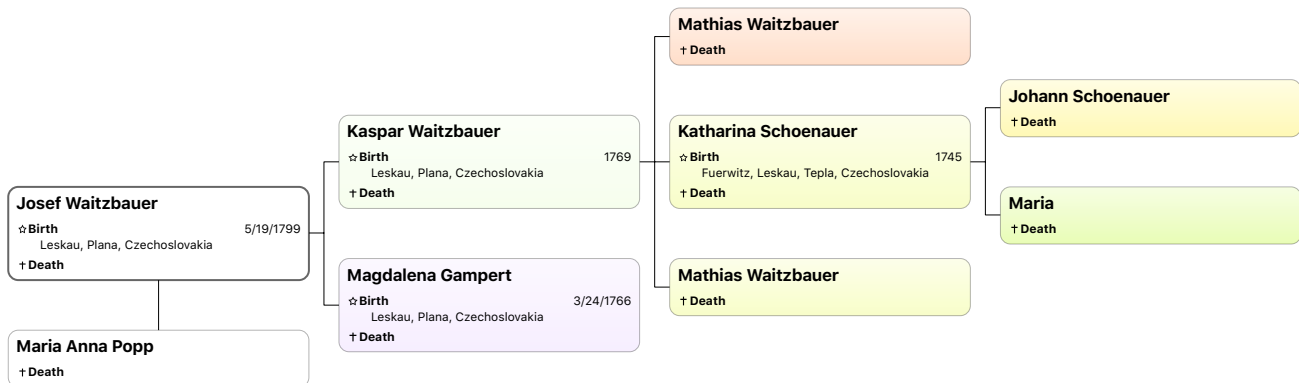 Mathias Waitzbauer
✝ Death
Johann Schoenauer
✝ Death
Kaspar Waitzbauer
☆ Birth 1769
Leskau, Plana, Czechoslovakia
✝ Death
Katharina Schoenauer
☆ Birth 1745
Fuerwitz, Leskau, Tepla, Czechoslovakia
✝ Death
Josef Waitzbauer
☆ Birth 5/19/1799
Leskau, Plana, Czechoslovakia
✝ Death
Maria
✝ Death
Magdalena Gampert
☆ Birth 3/24/1766
Leskau, Plana, Czechoslovakia
✝ Death
Mathias Waitzbauer
✝ Death
Maria Anna Popp
✝ Death